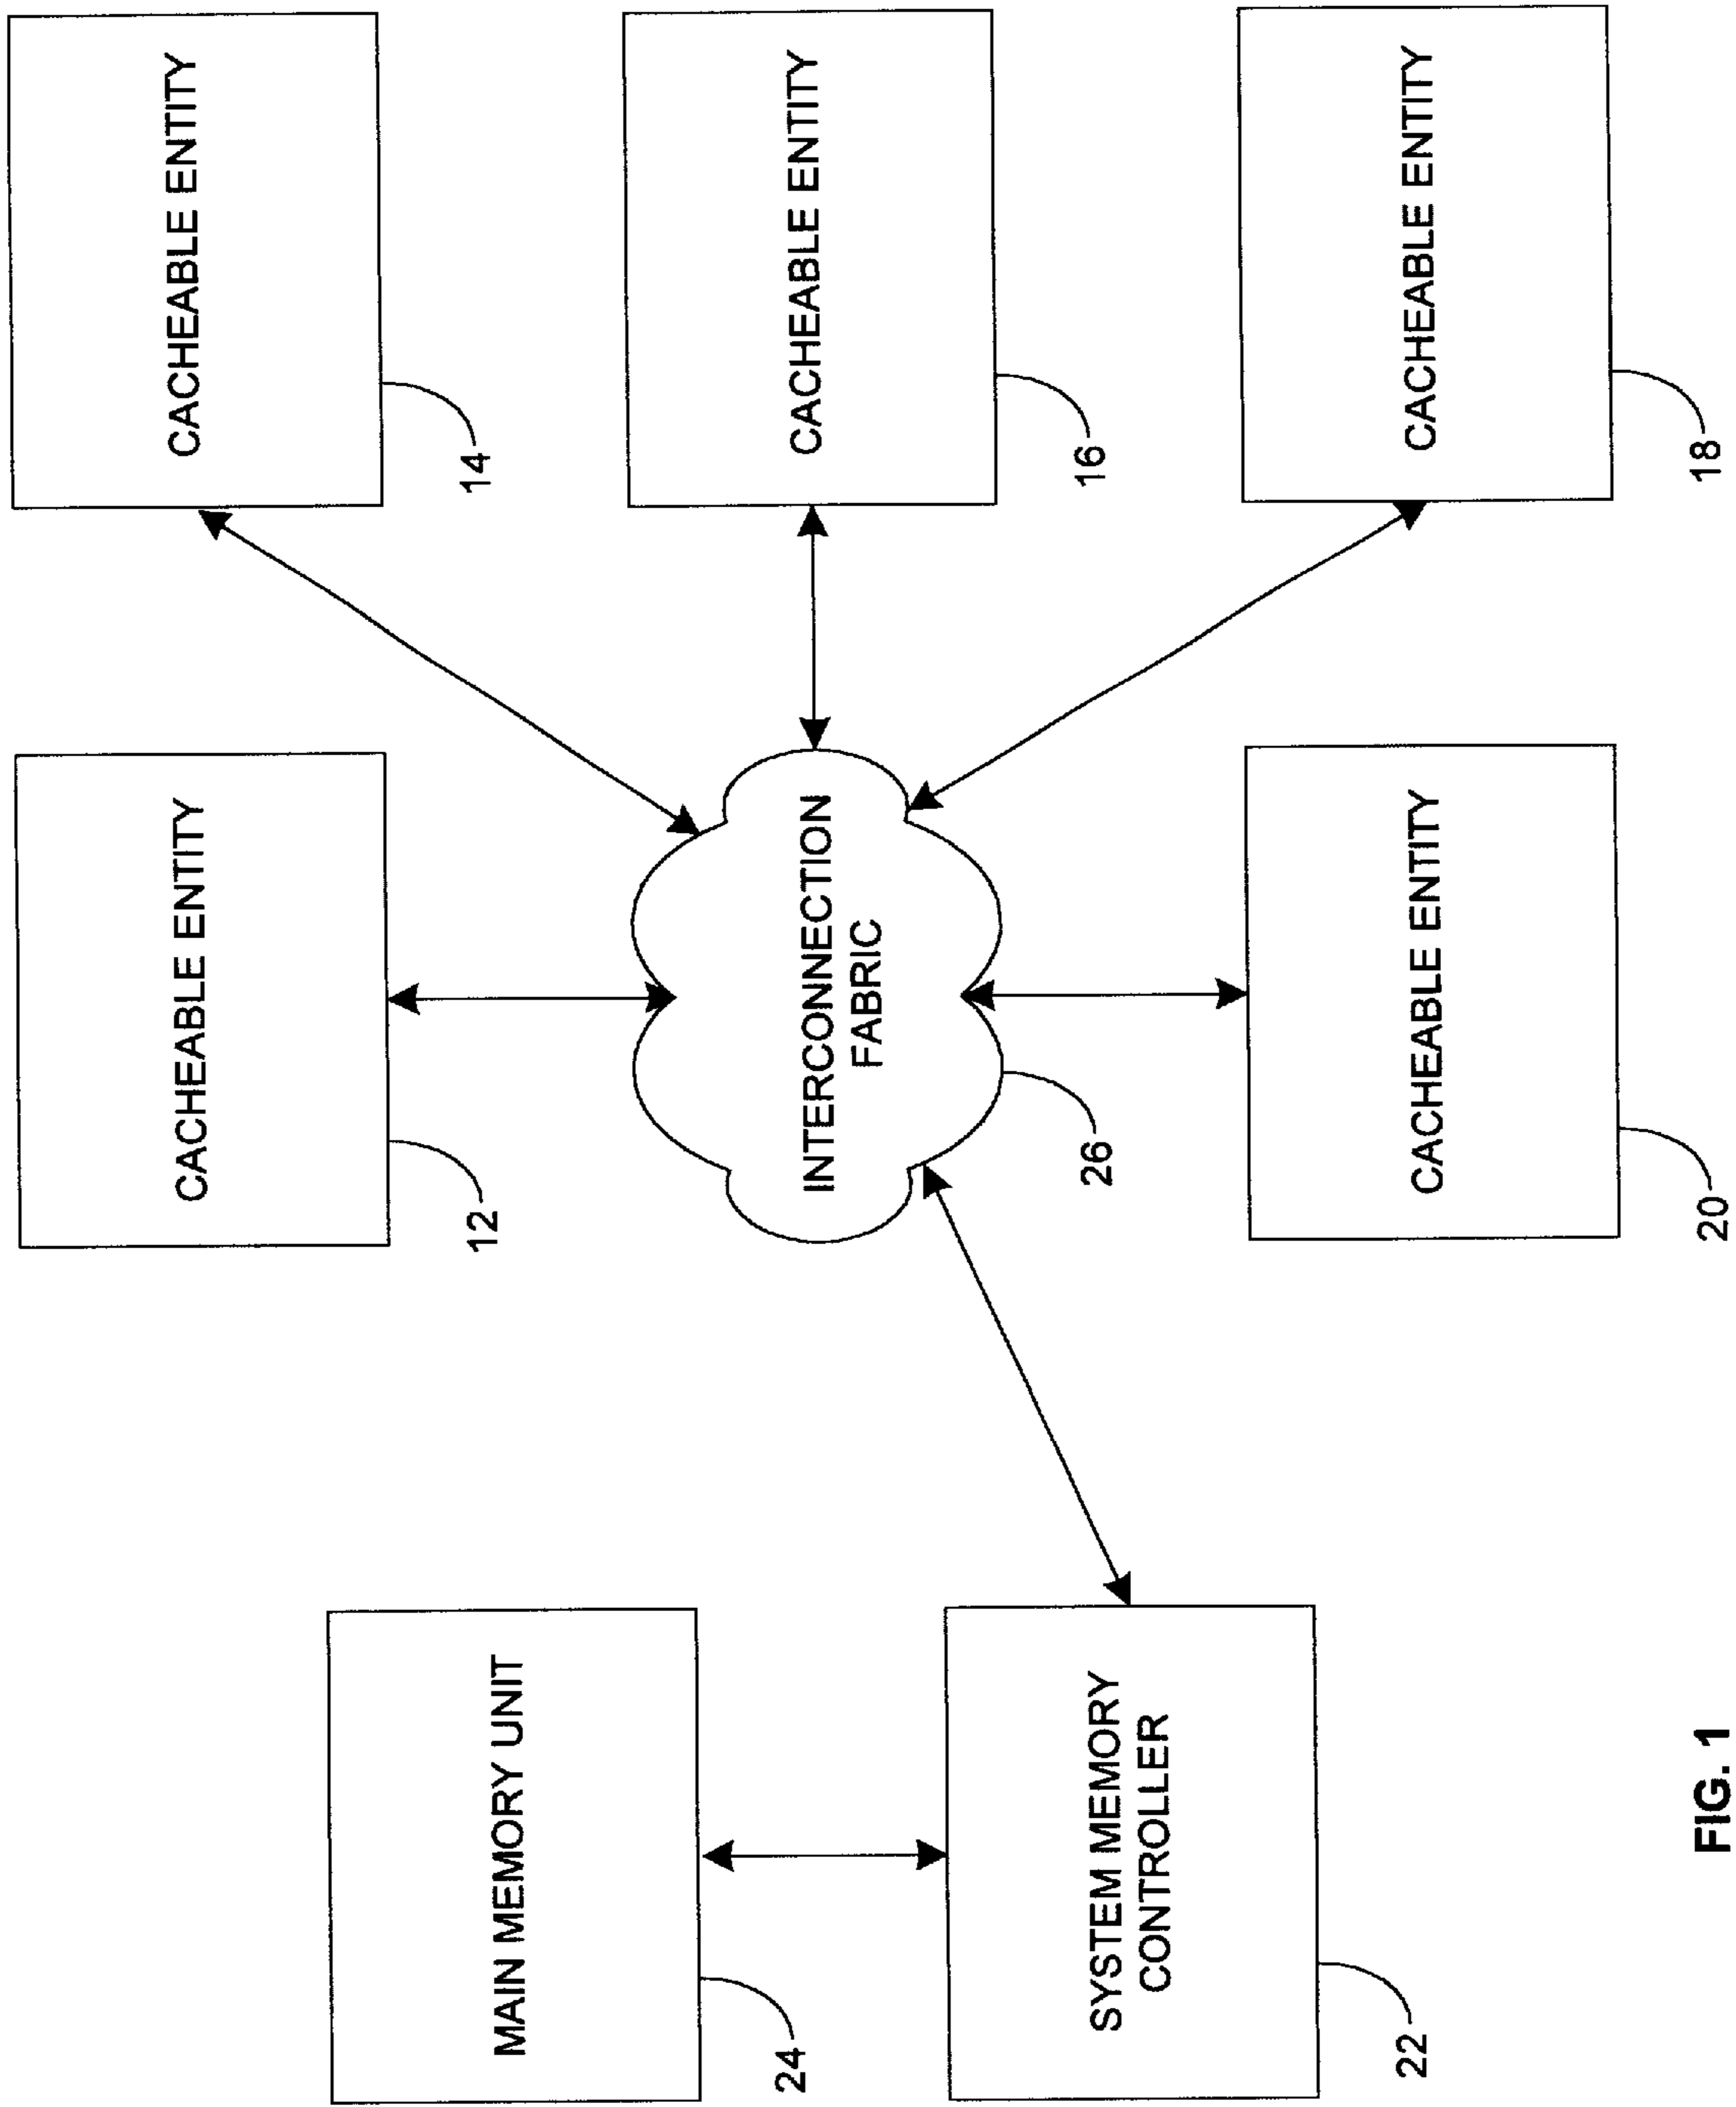 CACHEABLE ENTITY
14
CACHEABLE ENTITY
16
CACHEABLE ENTITY
18
CACHEABLE ENTITY
12
INTERCONNECTION
FABRIC
26
CACHEABLE ENTITY
20
MAIN MEMORY UNIT
24
SYSTEM MEMORY
CONTROLLER
22
FIG. 1